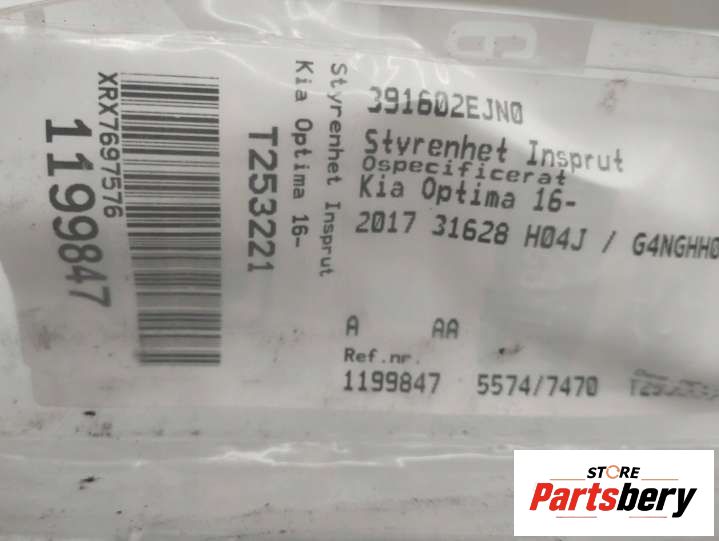 XRX7697576
1199847
T253221
Styrenhet Insprut
Kia Optima 16-
391602EJN0
Styrenhet Insprut
Ospecificerat
Kia Optima 16-
2017 31628 H04J / G4NGHH0
A AA
Ref.nr.
1199847 5574/7470
STORE
Partsbery